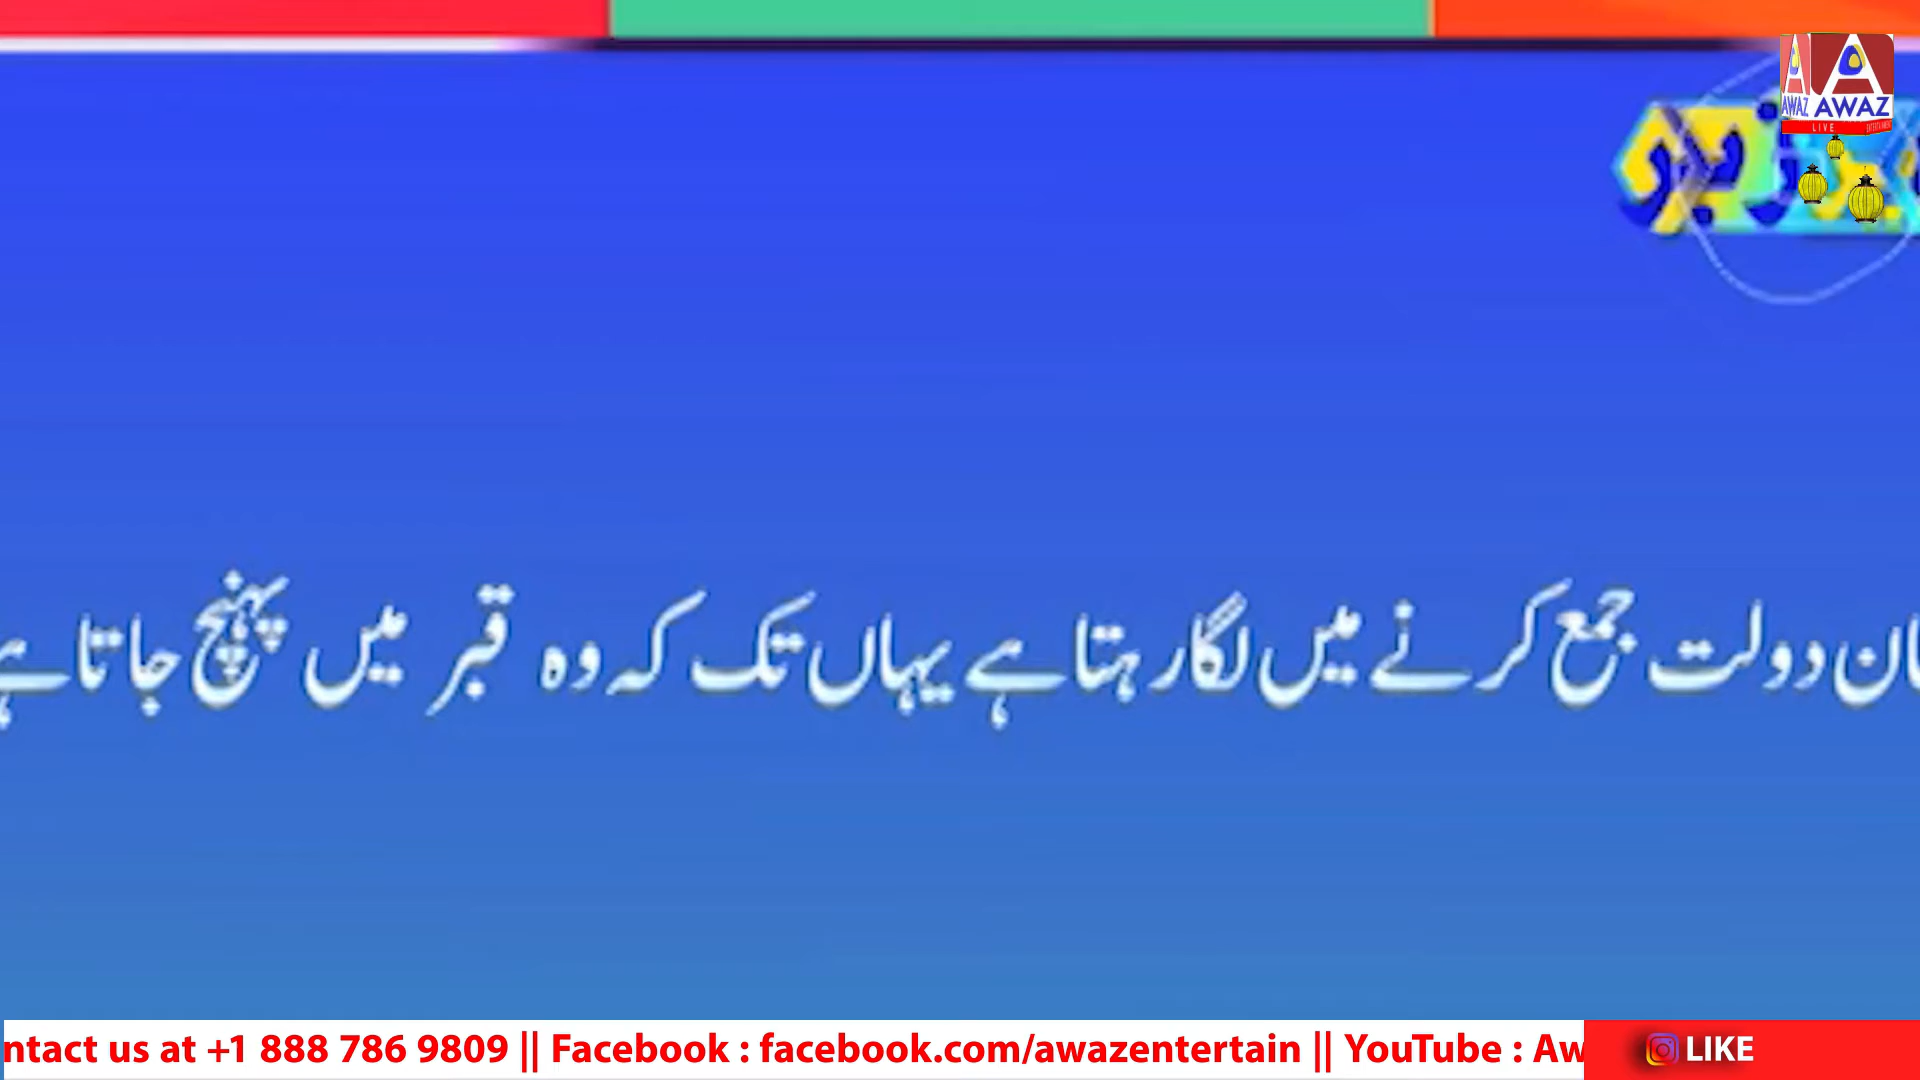 AWAZ AWAZ
LIVE ENTERTAINMENT
ان دولت جمع کرنے میں لگا رہتا ہے یہاں تک کہ وہ قبر میں پہنچ جاتا ہے
ntact us at +1 888 786 9809 || Facebook : facebook.com/awazentertain || YouTube : Aw
LIKE